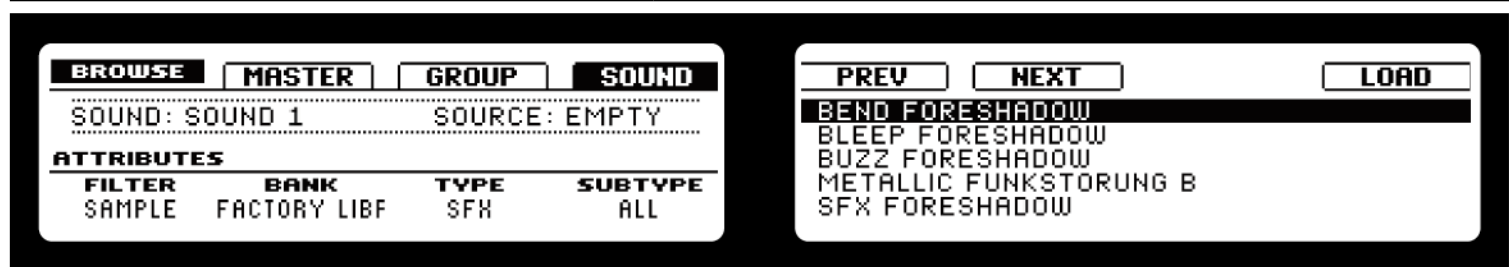 BROWSE MASTER GROUP SOUND
SOUND: SOUND 1 SOURCE: EMPTY
ATTRIBUTES
FILTER BANK TYPE SUBTYPE
SAMPLE FACTORY LIBF SFX ALL
PREV NEXT LOAD
BEND FORESHADOW
BLEEP FORESHADOW
BUZZ FORESHADOW
METALLIC FUNKSTORUNG B
SFX FORESHADOW